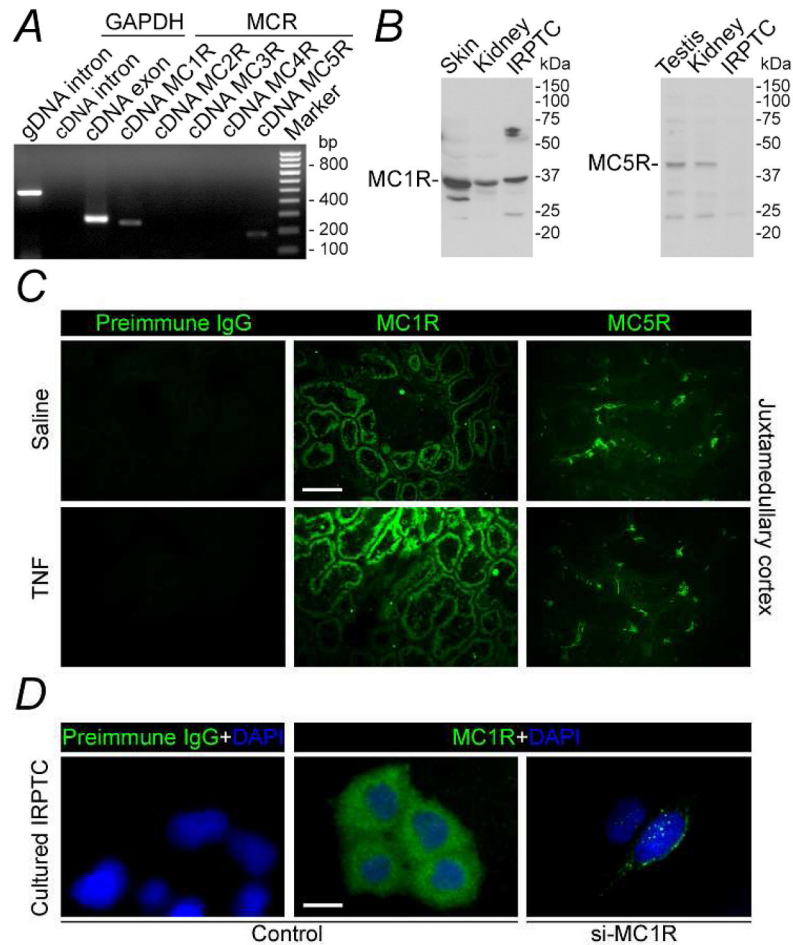 A
GAPDH
MCR
gDNA intron
cDNA intron
cDNA exon
cDNA MC1R
cDNA MC2R
cDNA MC3R
cDNA MC4R
cDNA MC5R
Marker
bp
- 800
- 400
- 200
- 100
B
Skin
Kidney
IRPTC
kDa
-150
-100
-75
-50
-37
-25
-20
MC1R-
Testis
Kidney
IRPTC
kDa
-150
-100
-75
-50
-37
-25
-20
MC5R-
C
Preimmune IgG
MC1R
MC5R
Saline
TNF
Juxtamedullary cortex
D
Preimmune IgG+DAPI
MC1R+DAPI
Cultured IRPTC
Control
si-MC1R